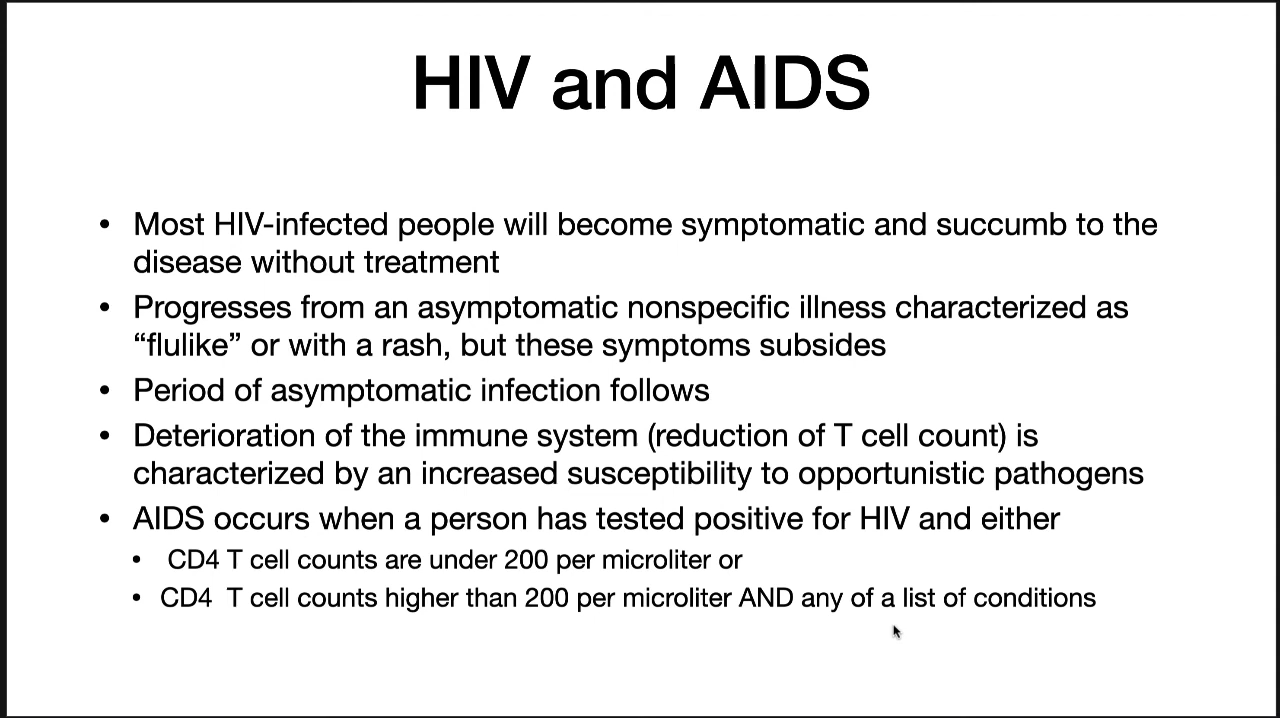 HIV and AIDS
• Most HIV-infected people will become symptomatic and succumb to the
disease without treatment
• Progresses from an asymptomatic nonspecific illness characterized as
“flulike” or with a rash, but these symptoms subsides
• Period of asymptomatic infection follows
• Deterioration of the immune system (reduction of T cell count) is
characterized by an increased susceptibility to opportunistic pathogens
• AIDS occurs when a person has tested positive for HIV and either
• CD4 T cell counts are under 200 per microliter or
• CD4  T cell counts higher than 200 per microliter AND any of a list of conditions